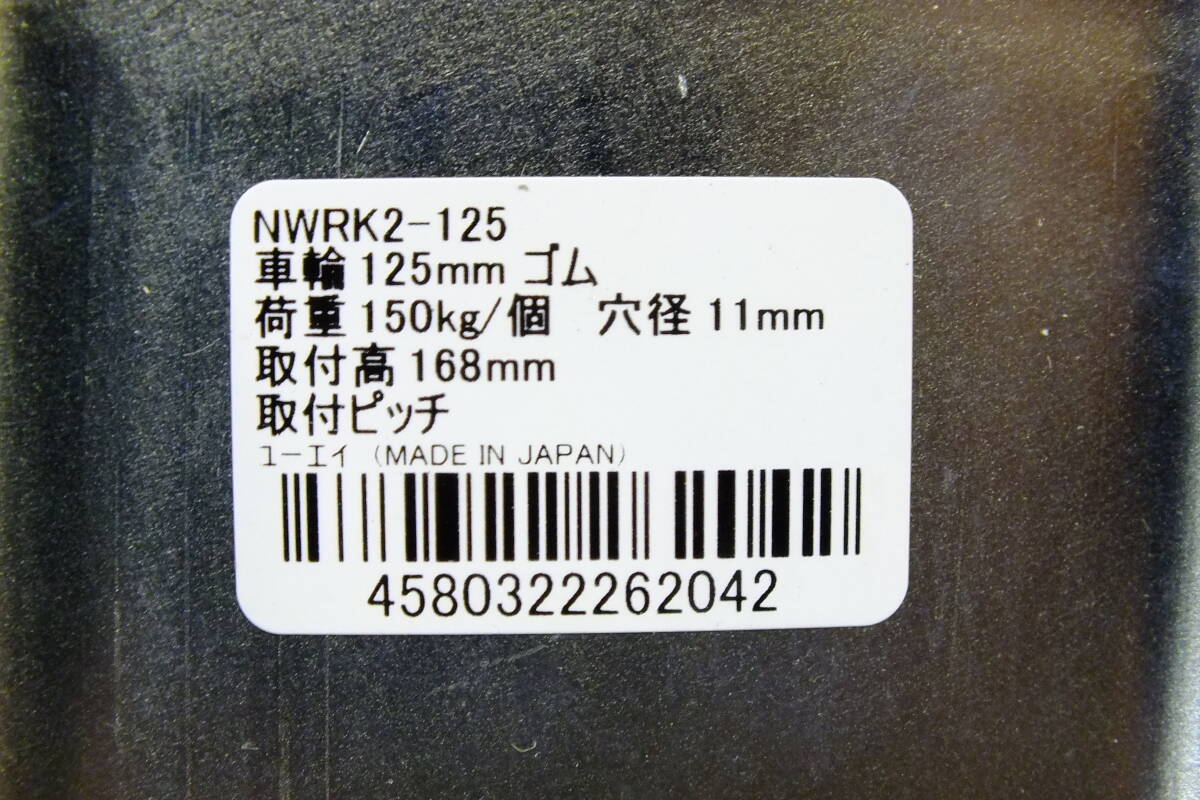 NWRK2-125
車輪 125mm ゴム
荷重 150kg/個　穴径 11mm
取付高 168mm
取付ピッチ
ユーエイ (MADE IN JAPAN)
4580322262042